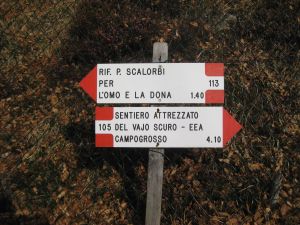 RIF. P. SCALORBI
PER 113
L'OMO E LA DONA 1.40
SENTIERO ATTREZZATO
105 DEL VAJO SCURO - EEA
CAMPOGROSSO 4.10